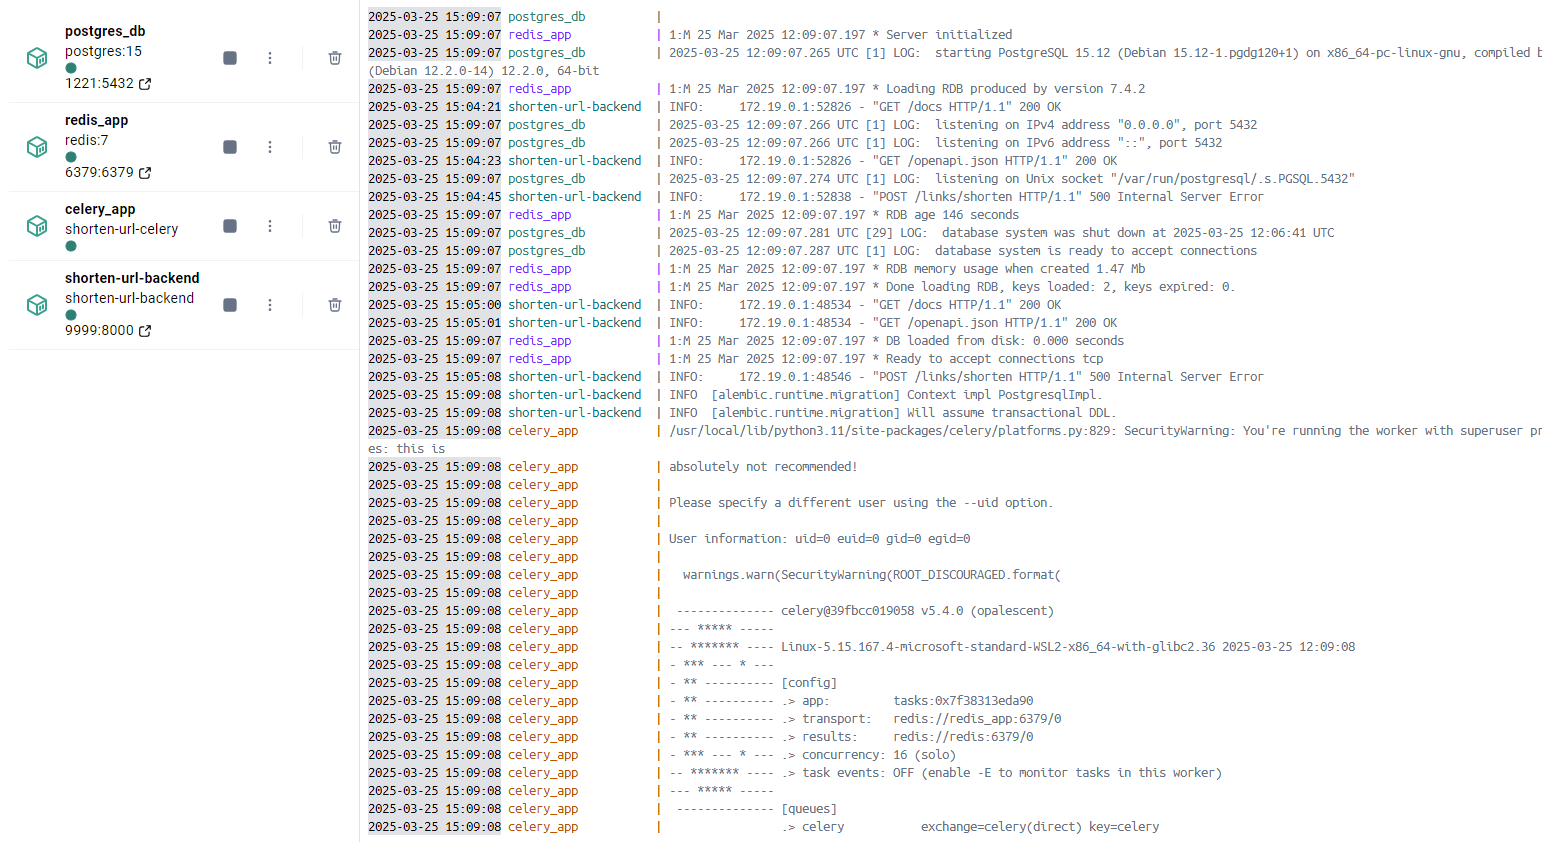 postgres_db
postgres:15
1221:5432
redis_app
redis:7
6379:6379
celery_app
shorten-url-celery
shorten-url-backend
shorten-url-backend
9999:8000
2025-03-25 15:09:07 postgres_db |
2025-03-25 15:09:07 redis_app | 1:M 25 Mar 2025 12:09:07.197 * Server initialized
2025-03-25 15:09:07 postgres_db | 2025-03-25 12:09:07.265 UTC [1] LOG:  starting PostgreSQL 15.12 (Debian 15.12-1.pgdg120+1) on x86_64-pc-linux-gnu, compiled b
(Debian 12.2.0-14) 12.2.0, 64-bit
2025-03-25 15:09:07 redis_app | 1:M 25 Mar 2025 12:09:07.197 * Loading RDB produced by version 7.4.2
2025-03-25 15:04:21 shorten-url-backend | INFO:     172.19.0.1:52826 - "GET /docs HTTP/1.1" 200 OK
2025-03-25 15:09:07 postgres_db | 2025-03-25 12:09:07.266 UTC [1] LOG:  listening on IPv4 address "0.0.0.0", port 5432
2025-03-25 15:09:07 postgres_db | 2025-03-25 12:09:07.266 UTC [1] LOG:  listening on IPv6 address "::", port 5432
2025-03-25 15:04:23 shorten-url-backend | INFO:     172.19.0.1:52826 - "GET /openapi.json HTTP/1.1" 200 OK
2025-03-25 15:09:07 postgres_db | 2025-03-25 12:09:07.274 UTC [1] LOG:  listening on Unix socket "/var/run/postgresql/.s.PGSQL.5432"
2025-03-25 15:04:45 shorten-url-backend | INFO:     172.19.0.1:52838 - "POST /links/shorten HTTP/1.1" 500 Internal Server Error
2025-03-25 15:09:07 redis_app | 1:M 25 Mar 2025 12:09:07.197 * RDB age 146 seconds
2025-03-25 15:09:07 postgres_db | 2025-03-25 12:09:07.281 UTC [29] LOG:  database system was shut down at 2025-03-25 12:06:41 UTC
2025-03-25 15:09:07 postgres_db | 2025-03-25 12:09:07.287 UTC [1] LOG:  database system is ready to accept connections
2025-03-25 15:09:07 redis_app | 1:M 25 Mar 2025 12:09:07.197 * RDB memory usage when created 1.47 Mb
2025-03-25 15:09:07 redis_app | 1:M 25 Mar 2025 12:09:07.197 * Done loading RDB, keys loaded: 2, keys expired: 0.
2025-03-25 15:05:00 shorten-url-backend | INFO:     172.19.0.1:48534 - "GET /docs HTTP/1.1" 200 OK
2025-03-25 15:05:01 shorten-url-backend | INFO:     172.19.0.1:48534 - "GET /openapi.json HTTP/1.1" 200 OK
2025-03-25 15:09:07 redis_app | 1:M 25 Mar 2025 12:09:07.197 * DB loaded from disk: 0.000 seconds
2025-03-25 15:09:07 redis_app | 1:M 25 Mar 2025 12:09:07.197 * Ready to accept connections tcp
2025-03-25 15:05:08 shorten-url-backend | INFO:     172.19.0.1:48546 - "POST /links/shorten HTTP/1.1" 500 Internal Server Error
2025-03-25 15:09:08 shorten-url-backend | INFO  [alembic.runtime.migration] Context impl PostgresqlImpl.
2025-03-25 15:09:08 shorten-url-backend | INFO  [alembic.runtime.migration] Will assume transactional DDL.
2025-03-25 15:09:08 celery_app | /usr/local/lib/python3.11/site-packages/celery/platforms.py:829: SecurityWarning: You're running the worker with superuser pr
es: this is
2025-03-25 15:09:08 celery_app | absolutely not recommended!
2025-03-25 15:09:08 celery_app |
2025-03-25 15:09:08 celery_app | Please specify a different user using the --uid option.
2025-03-25 15:09:08 celery_app |
2025-03-25 15:09:08 celery_app | User information: uid=0 euid=0 gid=0 egid=0
2025-03-25 15:09:08 celery_app |
2025-03-25 15:09:08 celery_app |   warnings.warn(SecurityWarning(ROOT_DISCOURAGED.format(
2025-03-25 15:09:08 celery_app |
2025-03-25 15:09:08 celery_app |  -------------- celery@39fbcc019058 v5.4.0 (opalescent)
2025-03-25 15:09:08 celery_app | --- ***** -----
2025-03-25 15:09:08 celery_app | -- ******* ---- Linux-5.15.167.4-microsoft-standard-WSL2-x86_64-with-glibc2.36 2025-03-25 12:09:08
2025-03-25 15:09:08 celery_app | - *** --- * ---
2025-03-25 15:09:08 celery_app | - ** ---------- [config]
2025-03-25 15:09:08 celery_app | - ** ---------- .> app:         tasks:0x7f38313eda90
2025-03-25 15:09:08 celery_app | - ** ---------- .> transport:   redis://redis_app:6379/0
2025-03-25 15:09:08 celery_app | - ** ---------- .> results:     redis://redis:6379/0
2025-03-25 15:09:08 celery_app | - *** --- * --- .> concurrency: 16 (solo)
2025-03-25 15:09:08 celery_app | -- ******* ---- .> task events: OFF (enable -E to monitor tasks in this worker)
2025-03-25 15:09:08 celery_app | --- ***** -----
2025-03-25 15:09:08 celery_app |  -------------- [queues]
2025-03-25 15:09:08 celery_app |                 .> celery           exchange=celery(direct) key=celery